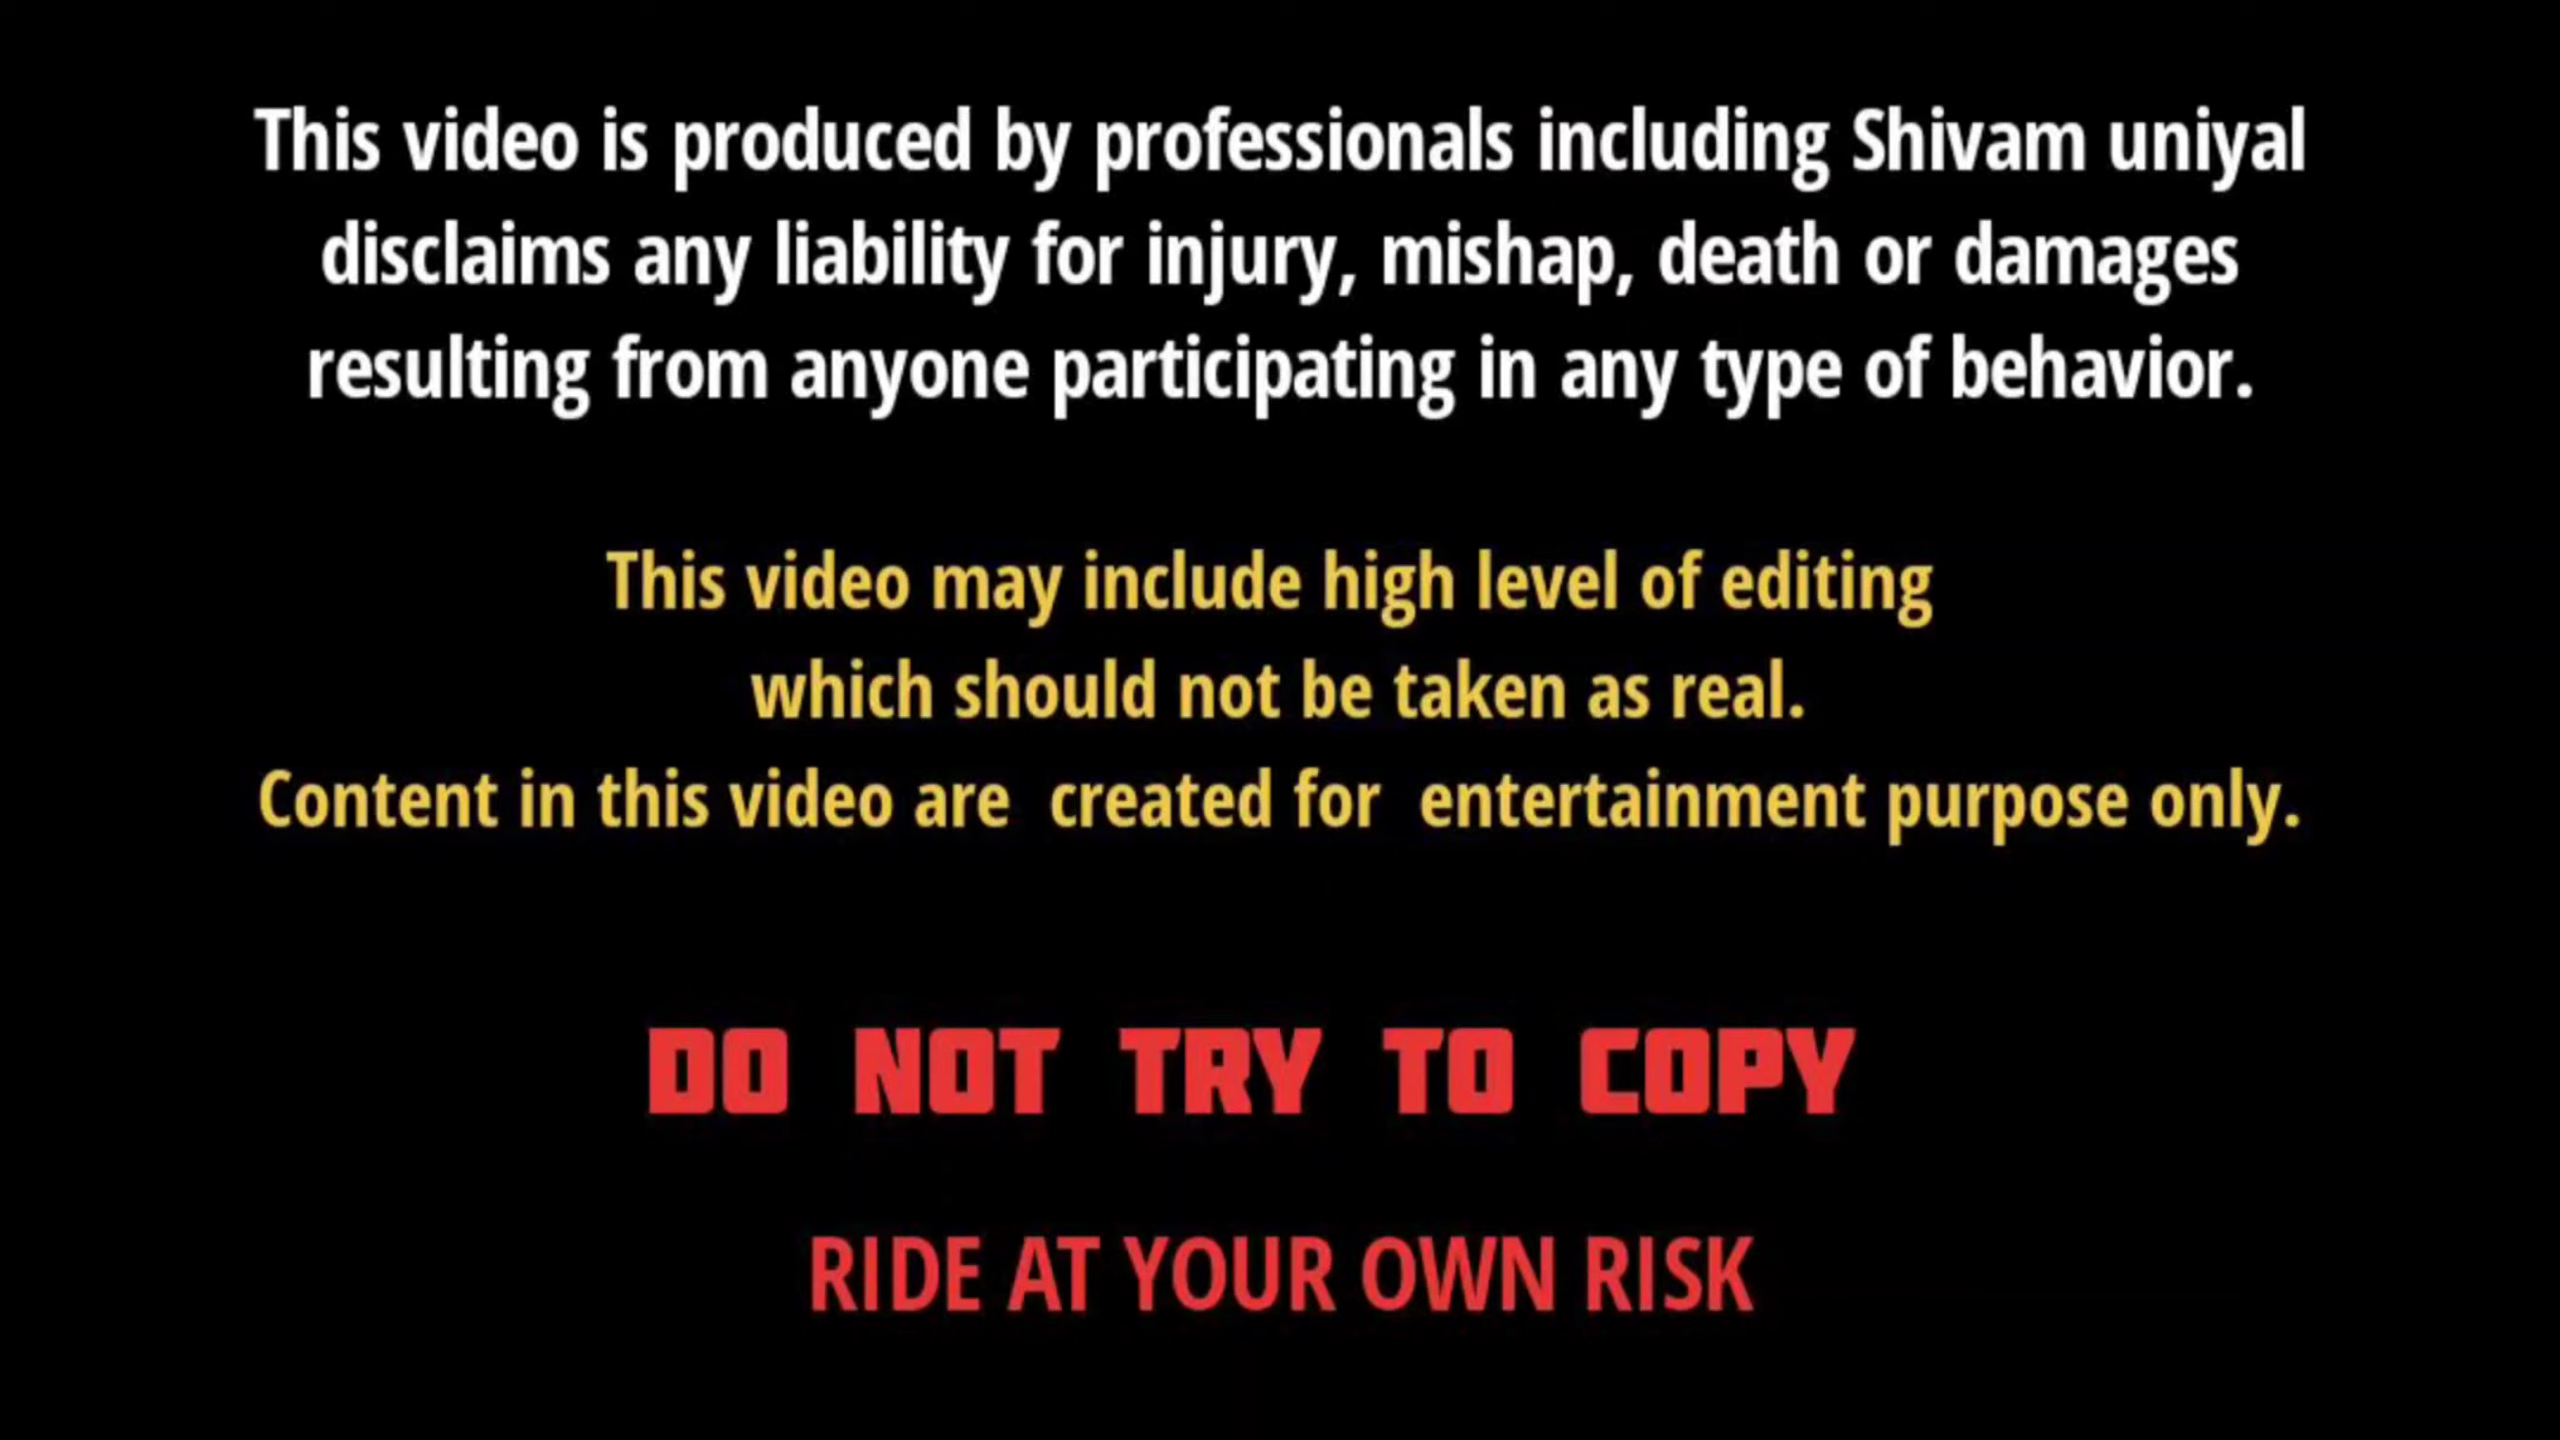 This video is produced by professionals including Shivam uniyal
disclaims any liability for injury, mishap, death or damages
resulting from anyone participating in any type of behavior.
This video may include high level of editing
which should not be taken as real.
Content in this video are  created for  entertainment purpose only.
DO NOT TRY TO COPY
RIDE AT YOUR OWN RISK